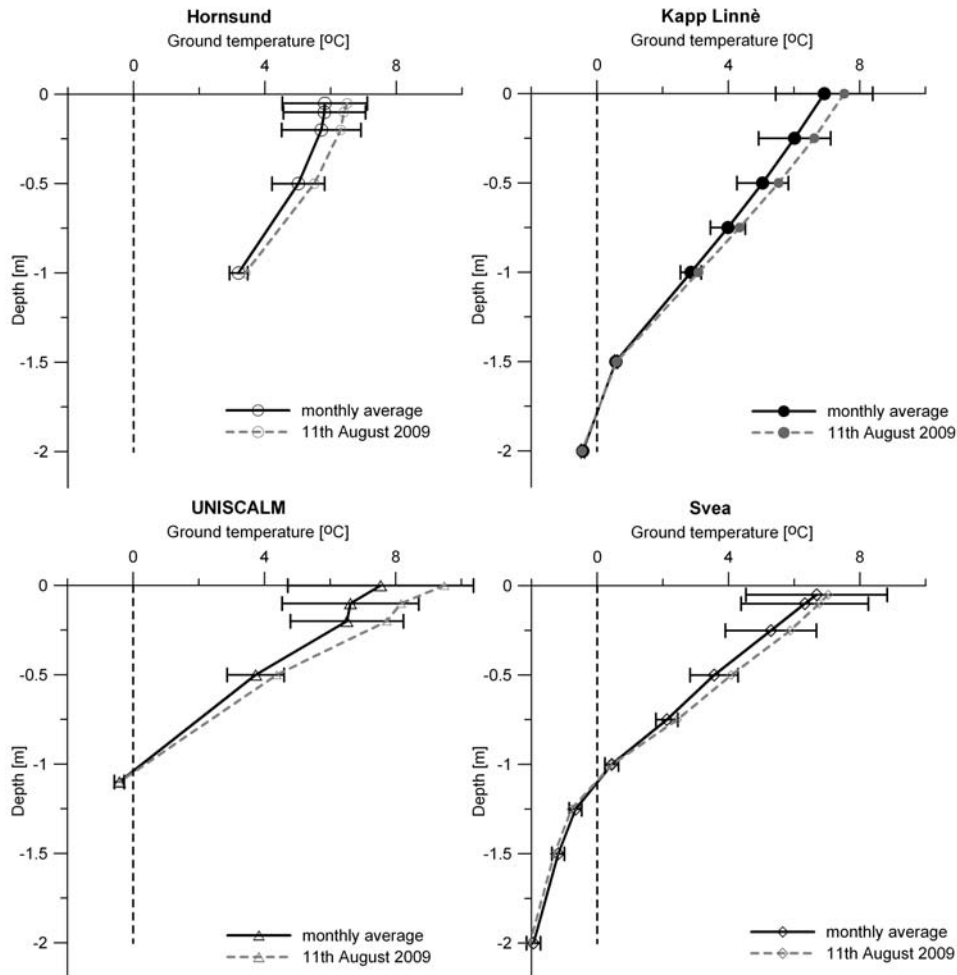 Hornsund
Ground temperature [ºC]
0 4 8
0
-0.5
-1
-1.5
-2
Depth [m]
monthly average
11th August 2009
Kapp Linnè
Ground temperature [ºC]
0 4 8
0
-0.5
-1
-1.5
-2
Depth [m]
monthly average
11th August 2009
UNISCALM
Ground temperature [ºC]
0 4 8
0
-0.5
-1
-1.5
-2
Depth [m]
monthly average
11th August 2009
Svea
Ground temperature [ºC]
0 4 8
0
-0.5
-1
-1.5
-2
Depth [m]
monthly average
11th August 2009